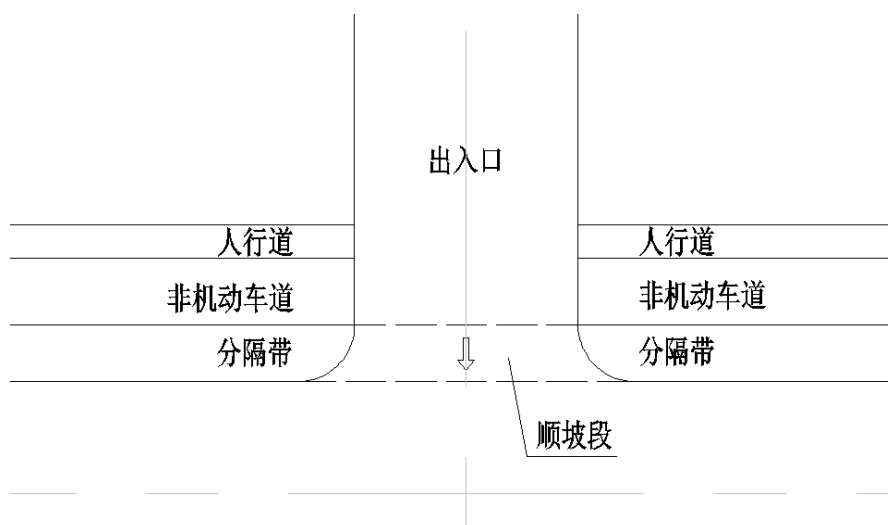 出入口
人行道
人行道
非机动车道
非机动车道
分隔带
分隔带
顺坡段